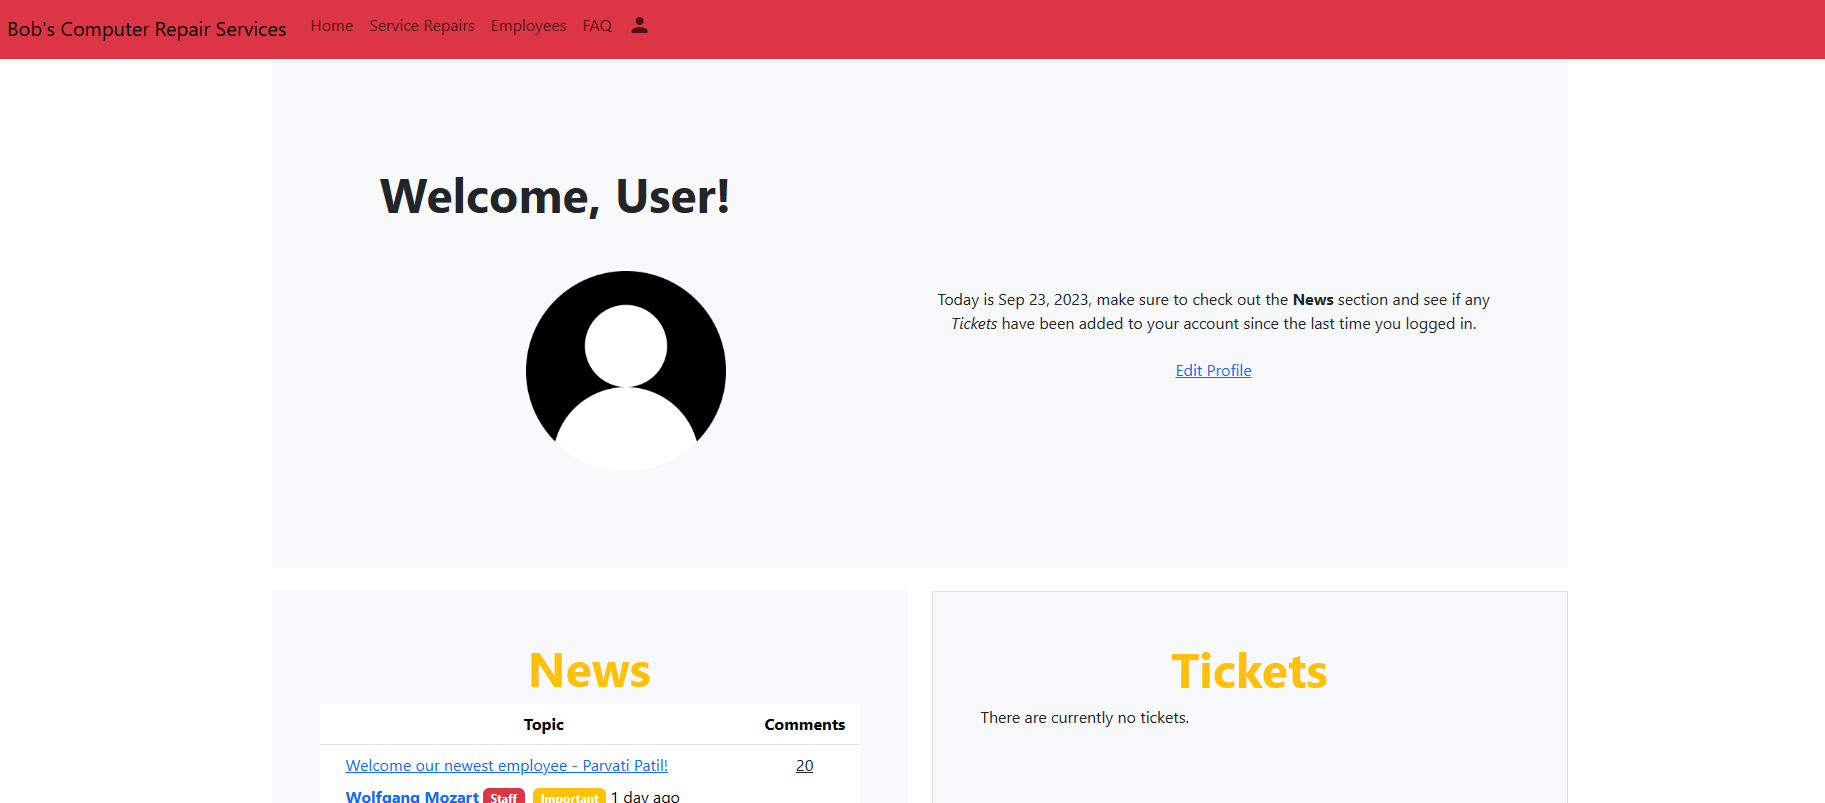 Bob's Computer Repair Services Home Service Repairs Employees FAQ
Welcome, User!
Today is Sep 23, 2023, make sure to check out the News section and see if any
Tickets have been added to your account since the last time you logged in.
Edit Profile
News
Topic Comments
Welcome our newest employee - Parvati Patil! 20
Wolfgang Mozart Staff Important 1 day ago
Tickets
There are currently no tickets.